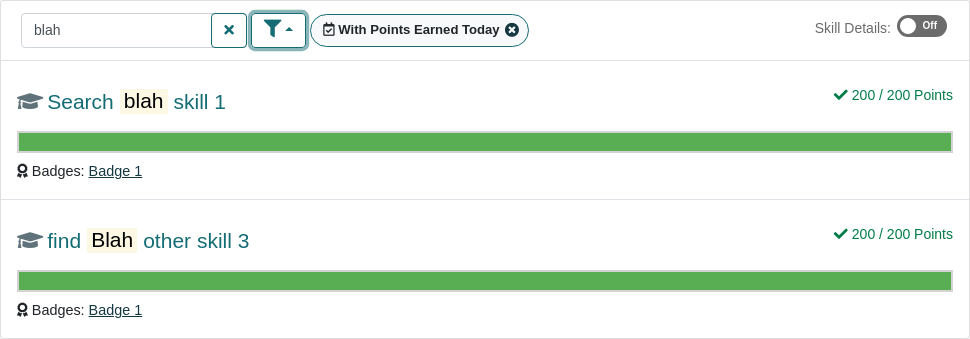 blah With Points Earned Today Skill Details: Off
Search blah skill 1 200 / 200 Points
Badges: Badge 1
find Blah other skill 3 200 / 200 Points
Badges: Badge 1